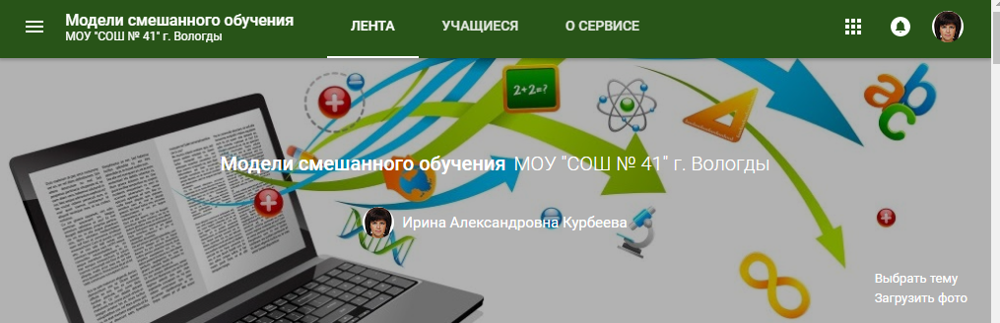 Модели смешанного обучения
МОУ "СОШ № 41" г. Вологды
ЛЕНТА УЧАЩИЕСЯ О СЕРВИСЕ
2+2=?
abc
Модели смешанного обучения МОУ "СОШ № 41" г. Вологды
Ирина Александровна Курбеева
Выбрать тему
Загрузить фото